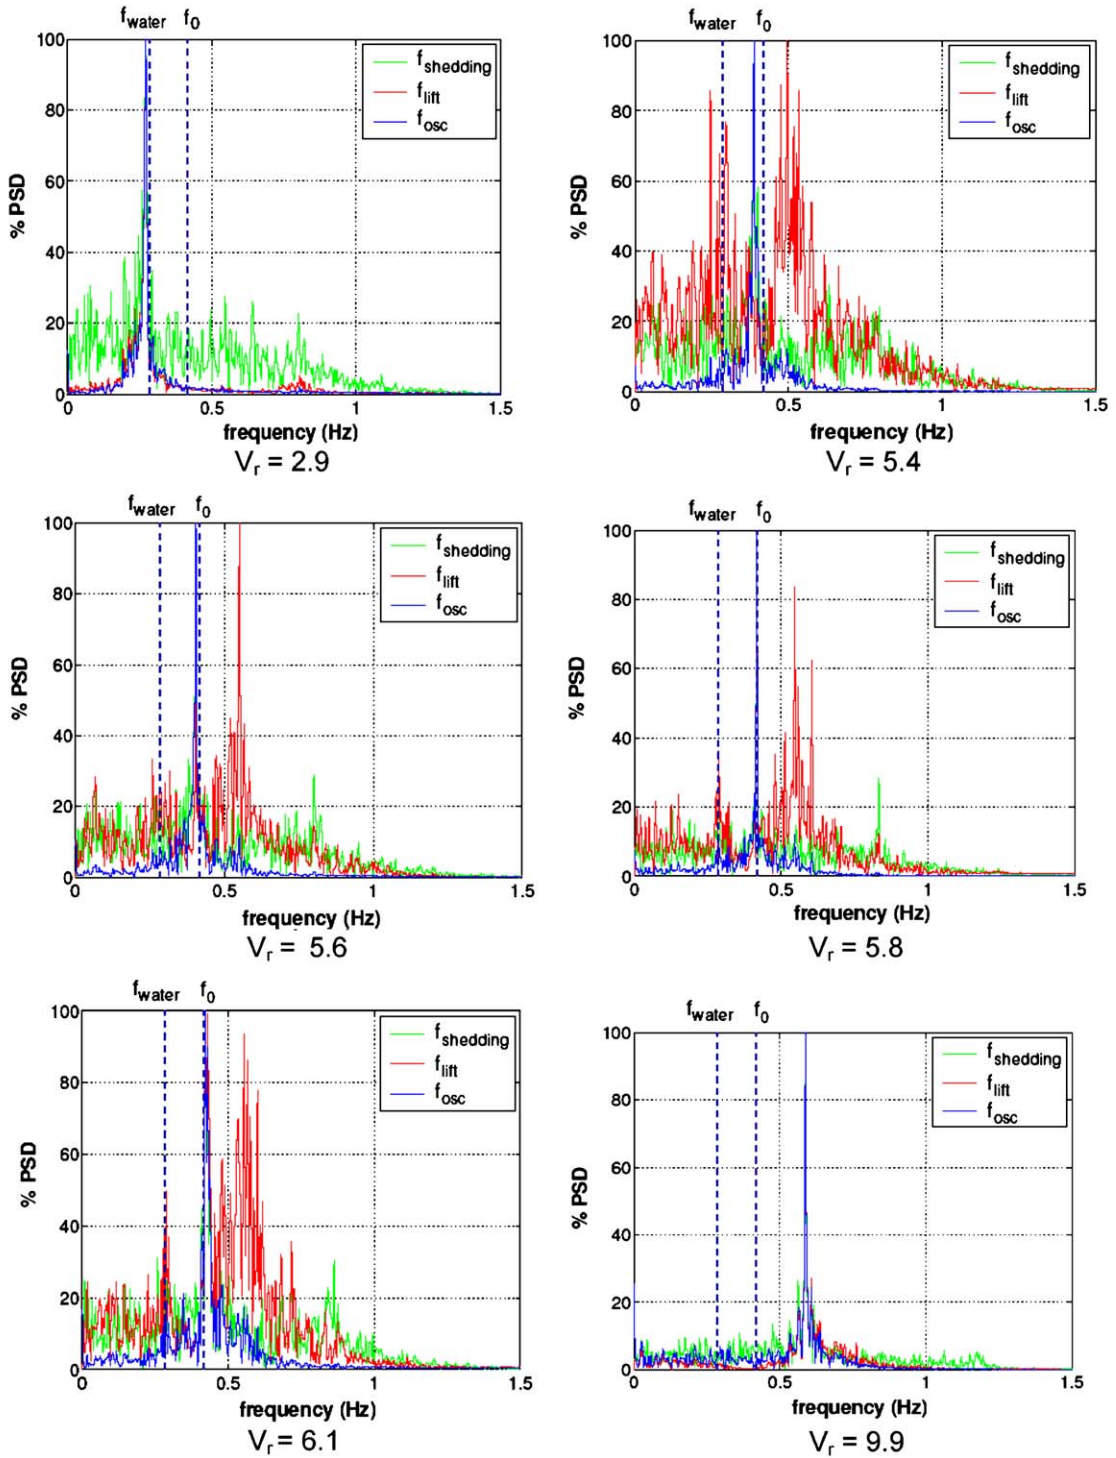 f_water f_0
100
80
60
40
20
0
% PSD
f_shedding
f_lift
f_osc
0 0.5 1 1.5
frequency (Hz)
V_r = 2.9
f_water f_0
100
80
60
40
20
0
% PSD
f_shedding
f_lift
f_osc
0 0.5 1 1.5
frequency (Hz)
V_r = 5.4
f_water f_0
100
80
60
40
20
0
% PSD
f_shedding
f_lift
f_osc
0 0.5 1 1.5
frequency (Hz)
V_r = 5.6
f_water f_0
100
80
60
40
20
0
% PSD
f_shedding
f_lift
f_osc
0 0.5 1 1.5
frequency (Hz)
V_r = 5.8
f_water f_0
100
80
60
40
20
0
% PSD
f_shedding
f_lift
f_osc
0 0.5 1 1.5
frequency (Hz)
V_r = 6.1
f_water f_0
100
80
60
40
20
0
% PSD
f_shedding
f_lift
f_osc
0 0.5 1 1.5
frequency (Hz)
V_r = 9.9